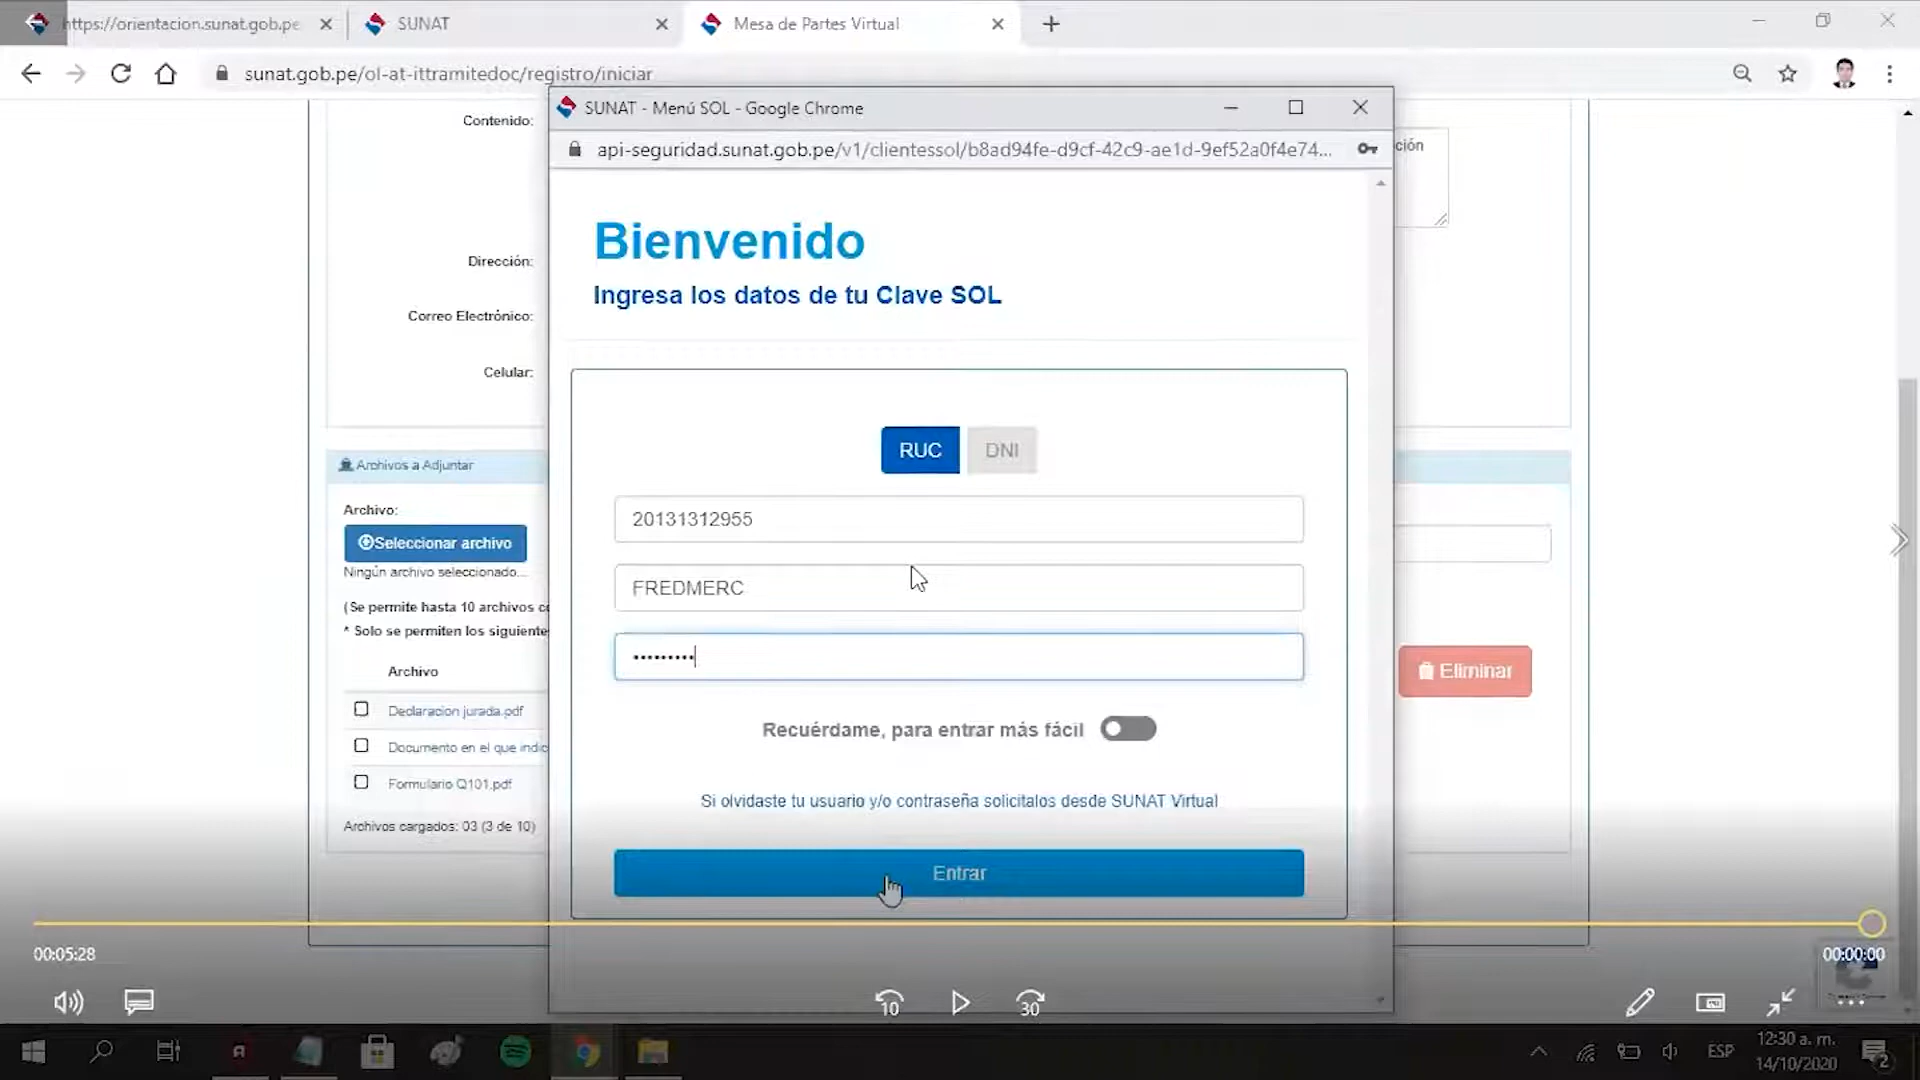 https://orientacion.sunat.gob.pe
SUNAT
Mesa de Partes Virtual
sunat.gob.pe/ol-at-ittramitedoc/registro/iniciar
SUNAT - Menú SOL - Google Chrome
api-seguridad.sunat.gob.pe/v1/clientessol/b8ad94fe-d9cf-42c9-ae1d-9ef52a0f4e74...
Contenido:
ción
Dirección:
Correo Electrónico:
Celular:
Bienvenido
Ingresa los datos de tu Clave SOL
RUC DNI
20131312955
FREDMERC
•••••••••
Recuérdame, para entrar más fácil
Si olvidaste tu usuario y/o contraseña solicitalos desde SUNAT Virtual
Entrar
Archivos a Adjuntar
Archivo:
Seleccionar archivo
Ningún archivo seleccionado...
(Se permite hasta 10 archivos co
* Solo se permiten los siguiente
Archivo
Eliminar
Declaracion jurada.pdf
Documento en el que indic
Formulario Q101.pdf
Archivos cargados: 03 (3 de 10)
00:05:28
00:00:00
10
30
ESP
12:30 a. m.
14/10/2020
2